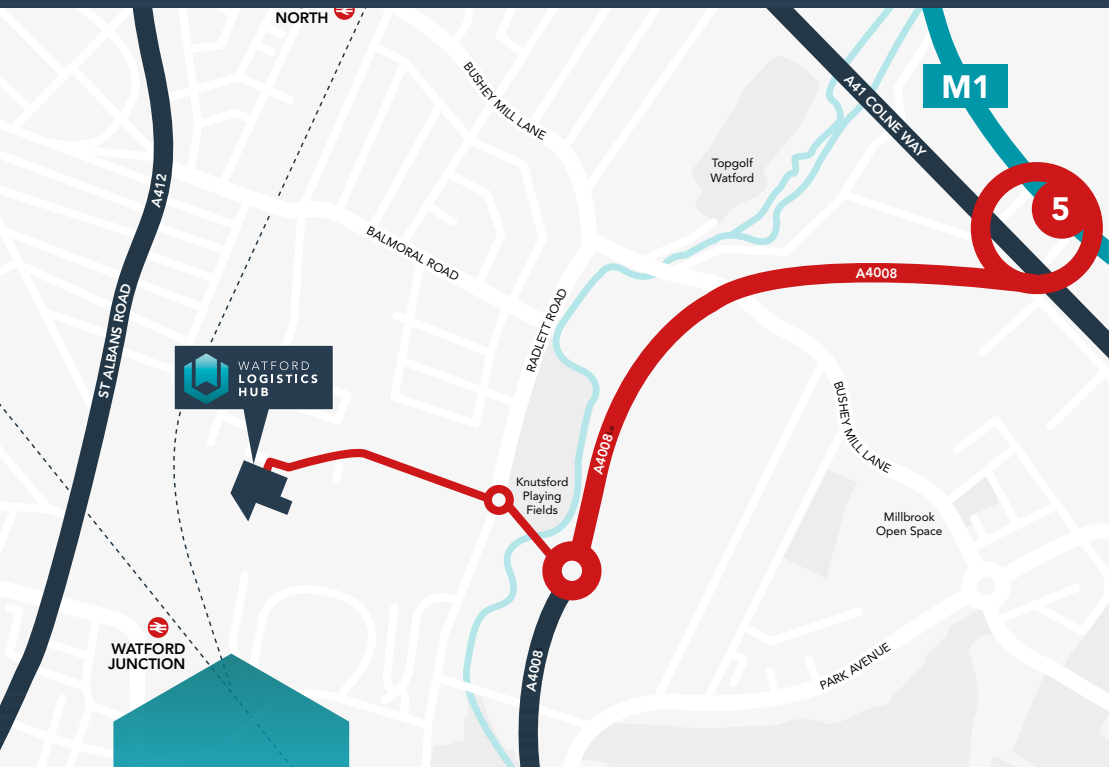 NORTH
BUSHEY MILL LANE
A41 COLNE WAY
M1
Topgolf
Watford
A412
5
BALMORAL ROAD
A4008
ST ALBANS ROAD
RADLETT ROAD
WATFORD
LOGISTICS
HUB
BUSHEY MILL LANE
A4008
Knutsford
Playing
Fields
Millbrook
Open Space
WATFORD
JUNCTION
A4008
PARK AVENUE